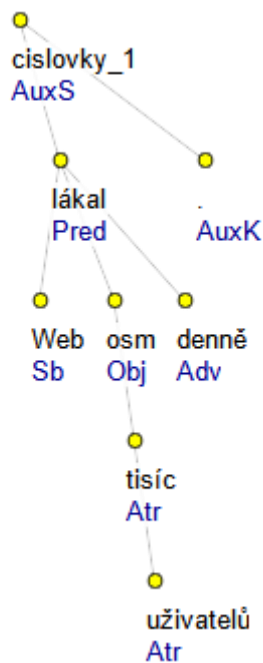 cislovky_1
AuxS
lákal . 
Pred AuxK
Web osm denně
Sb Obj Adv
tisíc
Atr
uživatelů
Atr